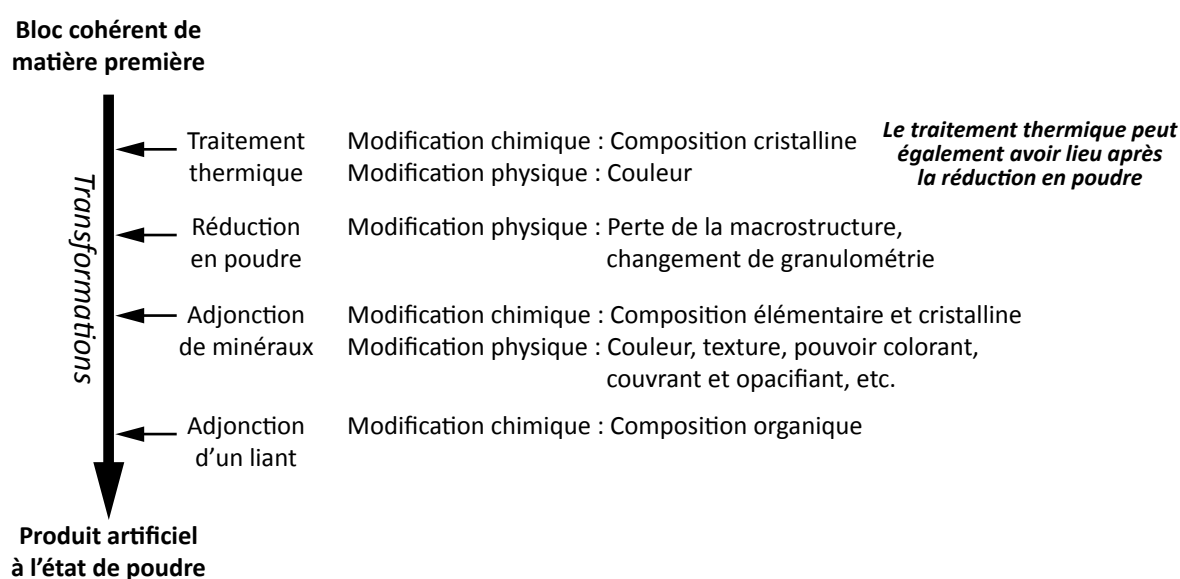 Bloc cohérent de
matière première
Transformations
Traitement
thermique
Modification chimique : Composition cristalline
Modification physique : Couleur
Le traitement thermique peut
également avoir lieu après
la réduction en poudre
Réduction
en poudre
Modification physique : Perte de la macrostructure,
changement de granulométrie
Adjonction
de minéraux
Modification chimique : Composition élémentaire et cristalline
Modification physique : Couleur, texture, pouvoir colorant,
couvrant et opacifiant, etc.
Adjonction
d’un liant
Modification chimique : Composition organique
Produit artificiel
à l’état de poudre